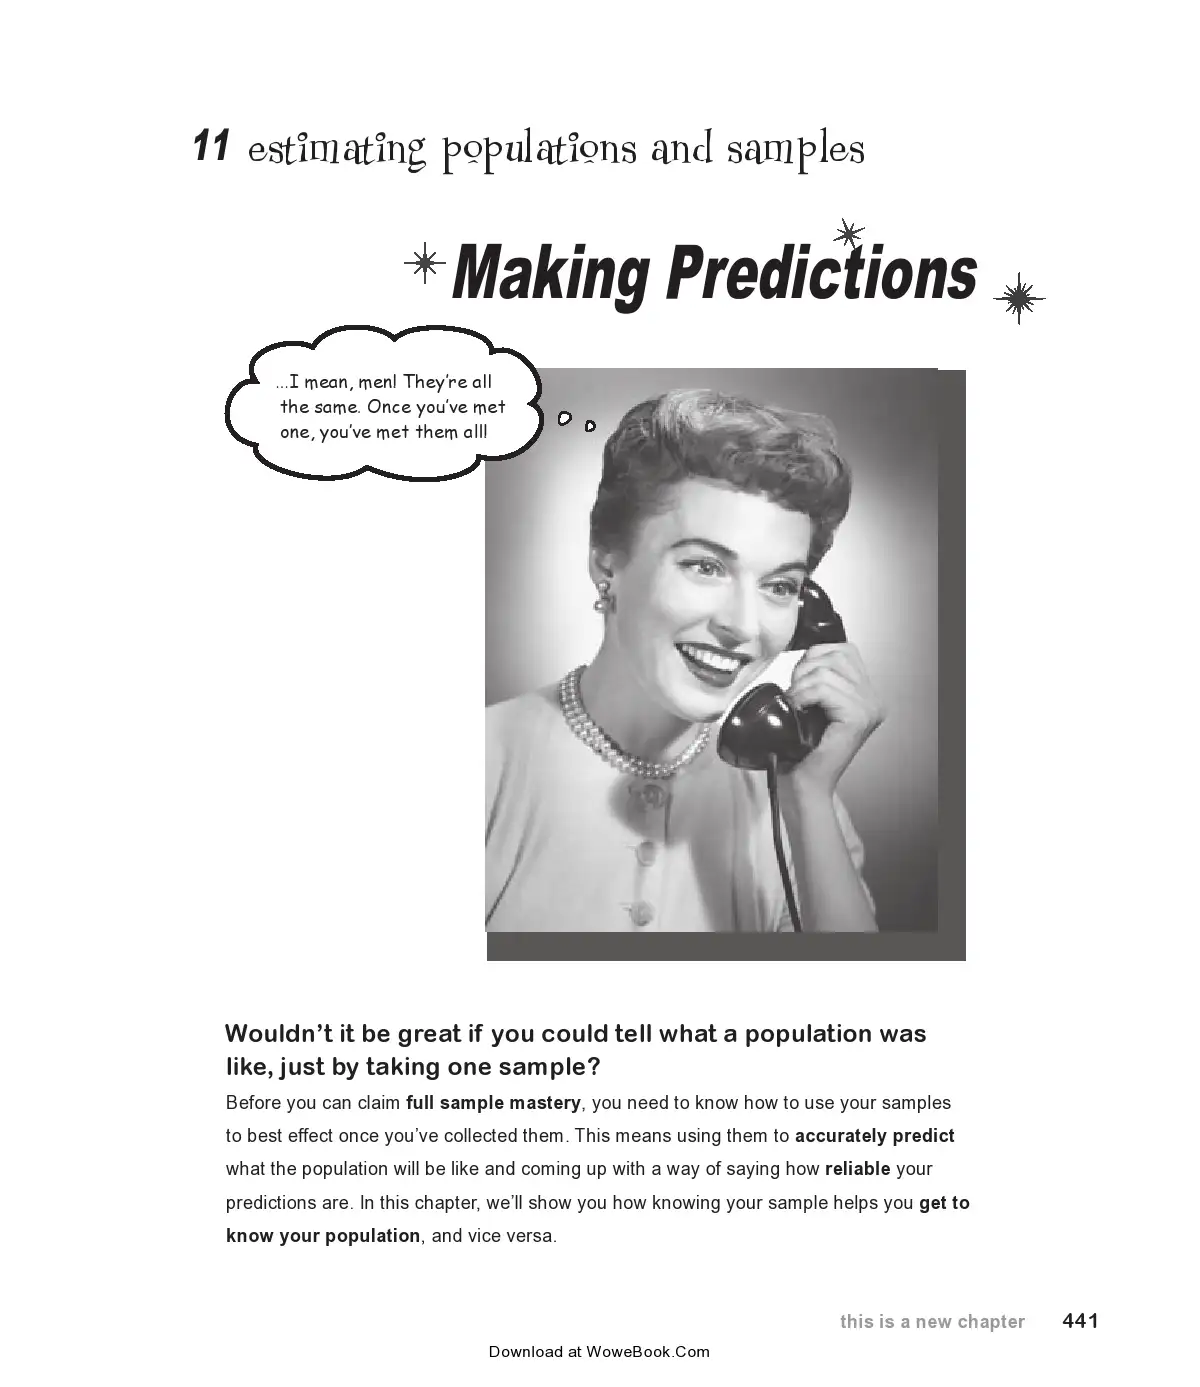 11 estimating populations and samples
Making Predictions
...I mean, men! They're all
the same. Once you've met
one, you've met them all!
Wouldn't it be great if you could tell what a population was
like, just by taking one sample?
Before you can claim full sample mastery, you need to know how to use your samples
to best effect once you've collected them. This means using them to accurately predict
what the population will be like and coming up with a way of saying how reliable your
predictions are. In this chapter, we'll show you how knowing your sample helps you get to
know your population, and vice versa.
this is a new chapter 441
Download at WoweBook.Com